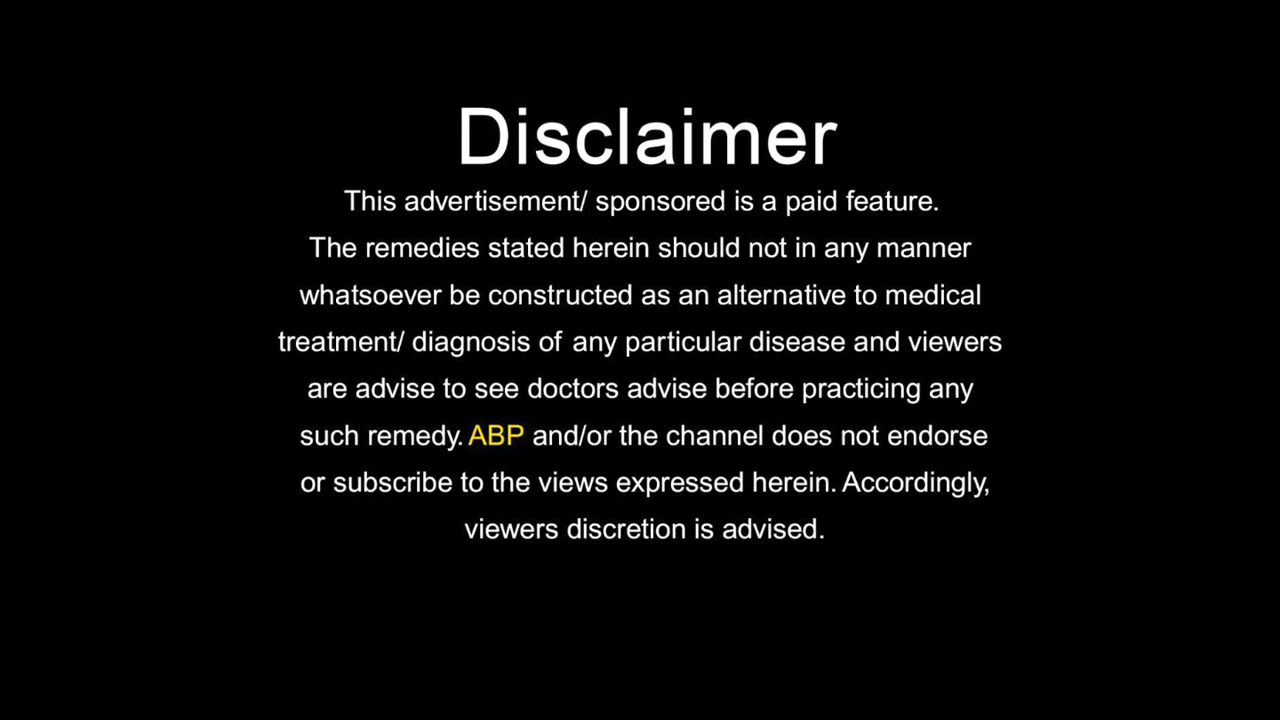 Disclaimer
This advertisement/ sponsored is a paid feature.
The remedies stated herein should not in any manner
whatsoever be constructed as an alternative to medical
treatment/ diagnosis of any particular disease and viewers
are advise to see doctors advise before practicing any
such remedy. ABP and/or the channel does not endorse
or subscribe to the views expressed herein. Accordingly,
viewers discretion is advised.